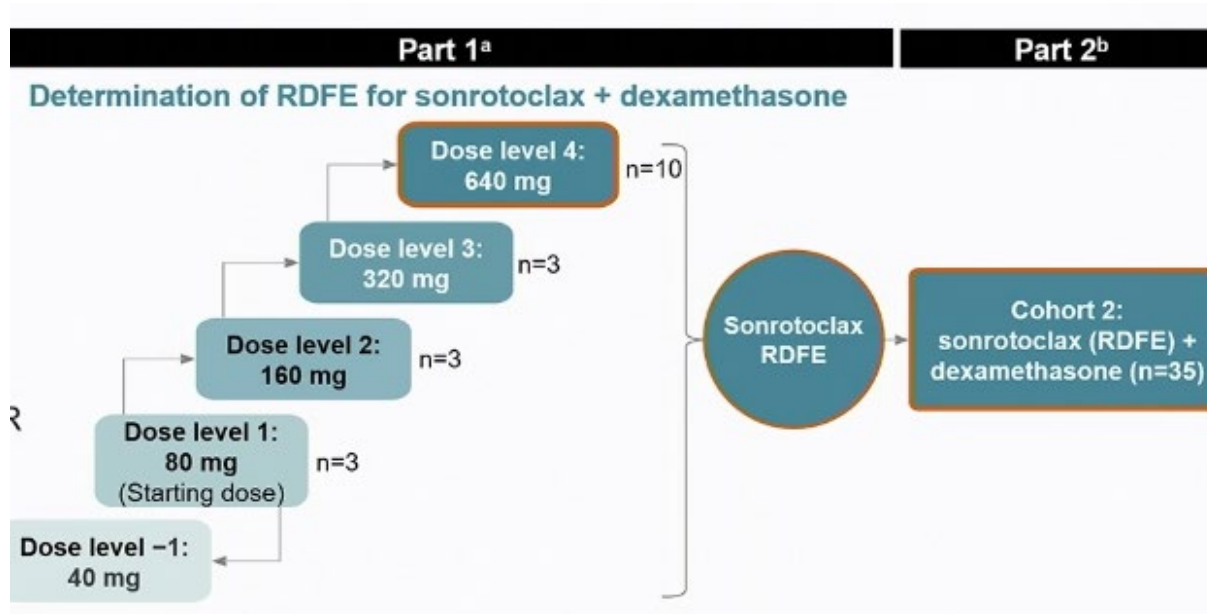 Part 1ᵃ
Part 2ᵇ
Determination of RDFE for sonrotoclax + dexamethasone
Dose level 4:
640 mg
n=10
Dose level 3:
320 mg
n=3
Dose level 2:
160 mg
n=3
R
Dose level 1:
80 mg
(Starting dose)
n=3
Dose level −1:
40 mg
Sonrotoclax
RDFE
Cohort 2:
sonrotoclax (RDFE) +
dexamethasone (n=35)